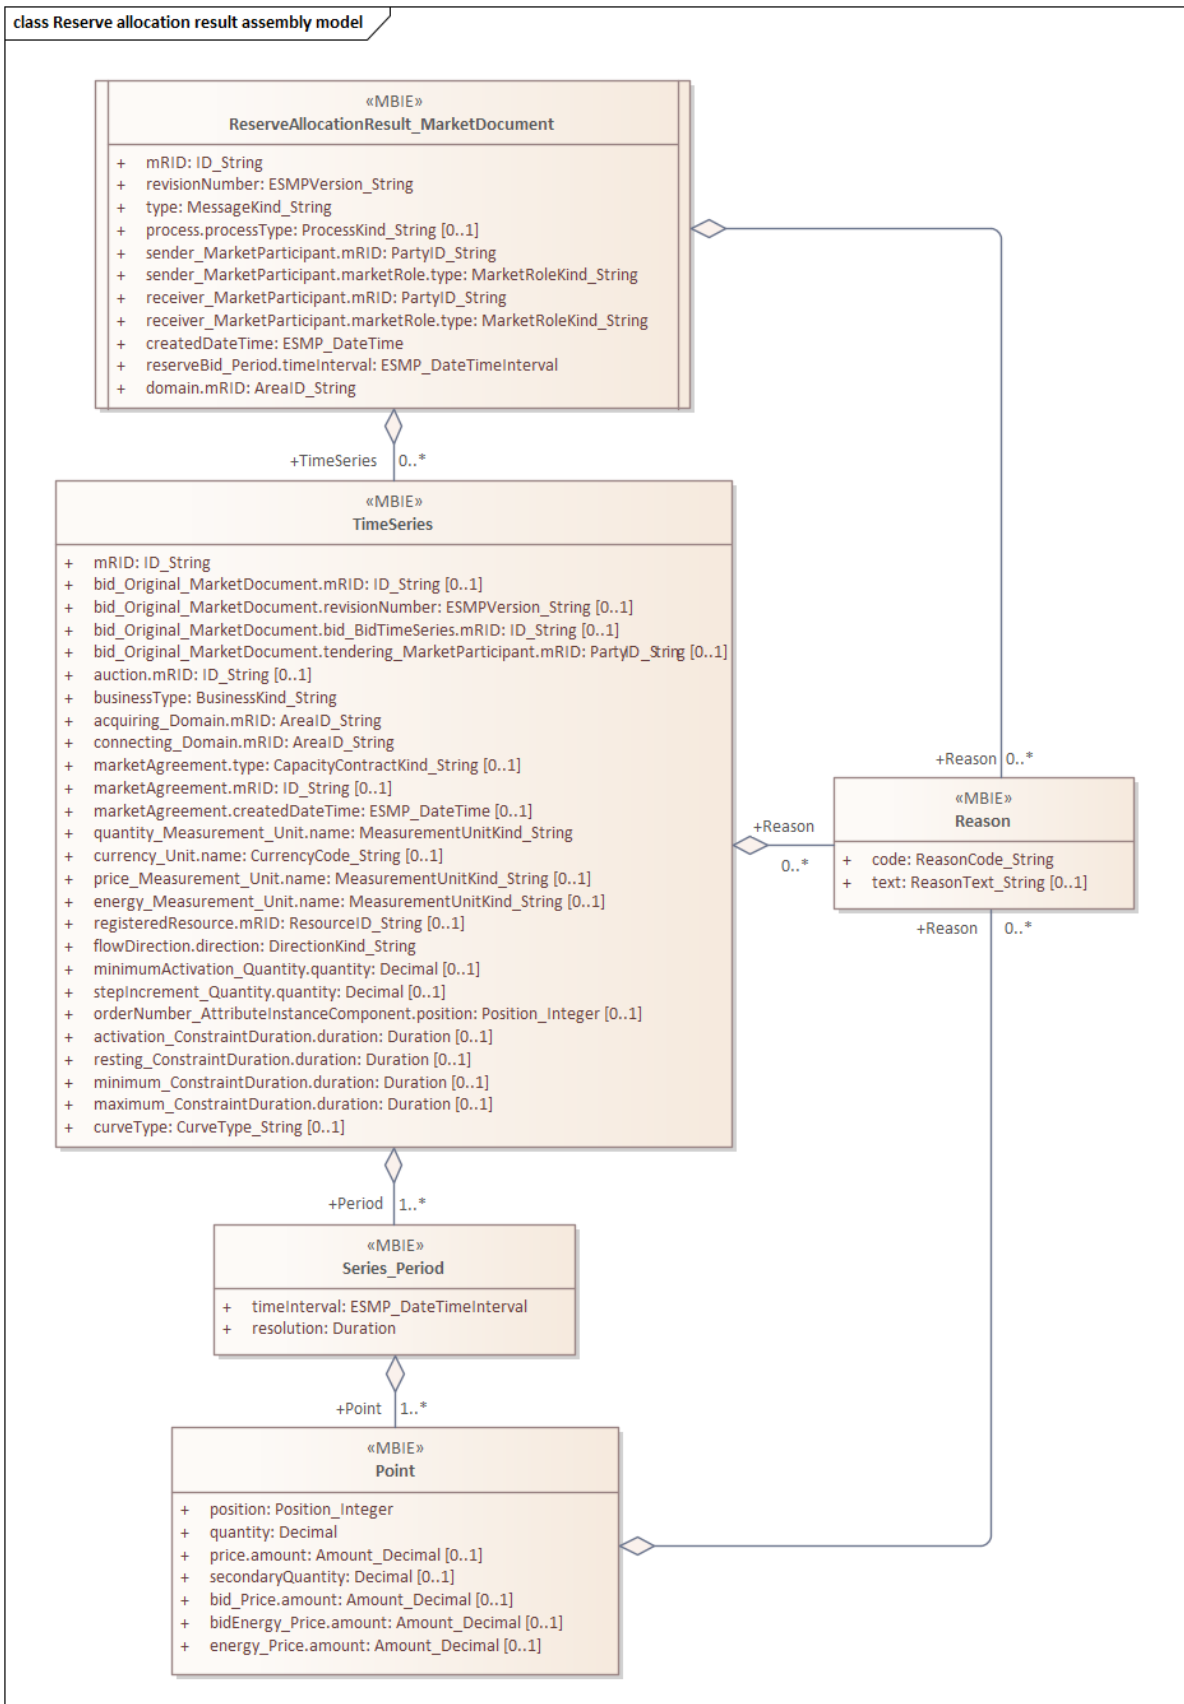 class Reserve allocation result assembly model
«MBIE»
ReserveAllocationResult_MarketDocument
+ mRID: ID_String
+ revisionNumber: ESMPVersion_String
+ type: MessageKind_String
+ process.processType: ProcessKind_String [0..1]
+ sender_MarketParticipant.mRID: PartyID_String
+ sender_MarketParticipant.marketRole.type: MarketRoleKind_String
+ receiver_MarketParticipant.mRID: PartyID_String
+ receiver_MarketParticipant.marketRole.type: MarketRoleKind_String
+ createdDateTime: ESMP_DateTime
+ reserveBid_Period.timeInterval: ESMP_DateTimeInterval
+ domain.mRID: AreaID_String
+TimeSeries 0..*
«MBIE»
TimeSeries
+ mRID: ID_String
+ bid_Original_MarketDocument.mRID: ID_String [0..1]
+ bid_Original_MarketDocument.revisionNumber: ESMPVersion_String [0..1]
+ bid_Original_MarketDocument.bid_BidTimeSeries.mRID: ID_String [0..1]
+ bid_Original_MarketDocument.tendering_MarketParticipant.mRID: PartyID_String [0..1]
+ auction.mRID: ID_String [0..1]
+ businessType: BusinessKind_String
+ acquiring_Domain.mRID: AreaID_String
+ connecting_Domain.mRID: AreaID_String
+ marketAgreement.type: CapacityContractKind_String [0..1]
+ marketAgreement.mRID: ID_String [0..1]
+ marketAgreement.createdDateTime: ESMP_DateTime [0..1]
+ quantity_Measurement_Unit.name: MeasurementUnitKind_String
+ currency_Unit.name: CurrencyCode_String [0..1]
+ price_Measurement_Unit.name: MeasurementUnitKind_String [0..1]
+ energy_Measurement_Unit.name: MeasurementUnitKind_String [0..1]
+ registeredResource.mRID: ResourceID_String [0..1]
+ flowDirection.direction: DirectionKind_String
+ minimumActivation_Quantity.quantity: Decimal [0..1]
+ stepIncrement_Quantity.quantity: Decimal [0..1]
+ orderNumber_AttributeInstanceComponent.position: Position_Integer [0..1]
+ activation_ConstraintDuration.duration: Duration [0..1]
+ resting_ConstraintDuration.duration: Duration [0..1]
+ minimum_ConstraintDuration.duration: Duration [0..1]
+ maximum_ConstraintDuration.duration: Duration [0..1]
+ curveType: CurveType_String [0..1]
+Reason 0..*
+Reason
0..*
«MBIE»
Reason
+ code: ReasonCode_String
+ text: ReasonText_String [0..1]
+Reason 0..*
+Period 1..*
«MBIE»
Series_Period
+ timeInterval: ESMP_DateTimeInterval
+ resolution: Duration
+Point 1..*
«MBIE»
Point
+ position: Position_Integer
+ quantity: Decimal
+ price.amount: Amount_Decimal [0..1]
+ secondaryQuantity: Decimal [0..1]
+ bid_Price.amount: Amount_Decimal [0..1]
+ bidEnergy_Price.amount: Amount_Decimal [0..1]
+ energy_Price.amount: Amount_Decimal [0..1]